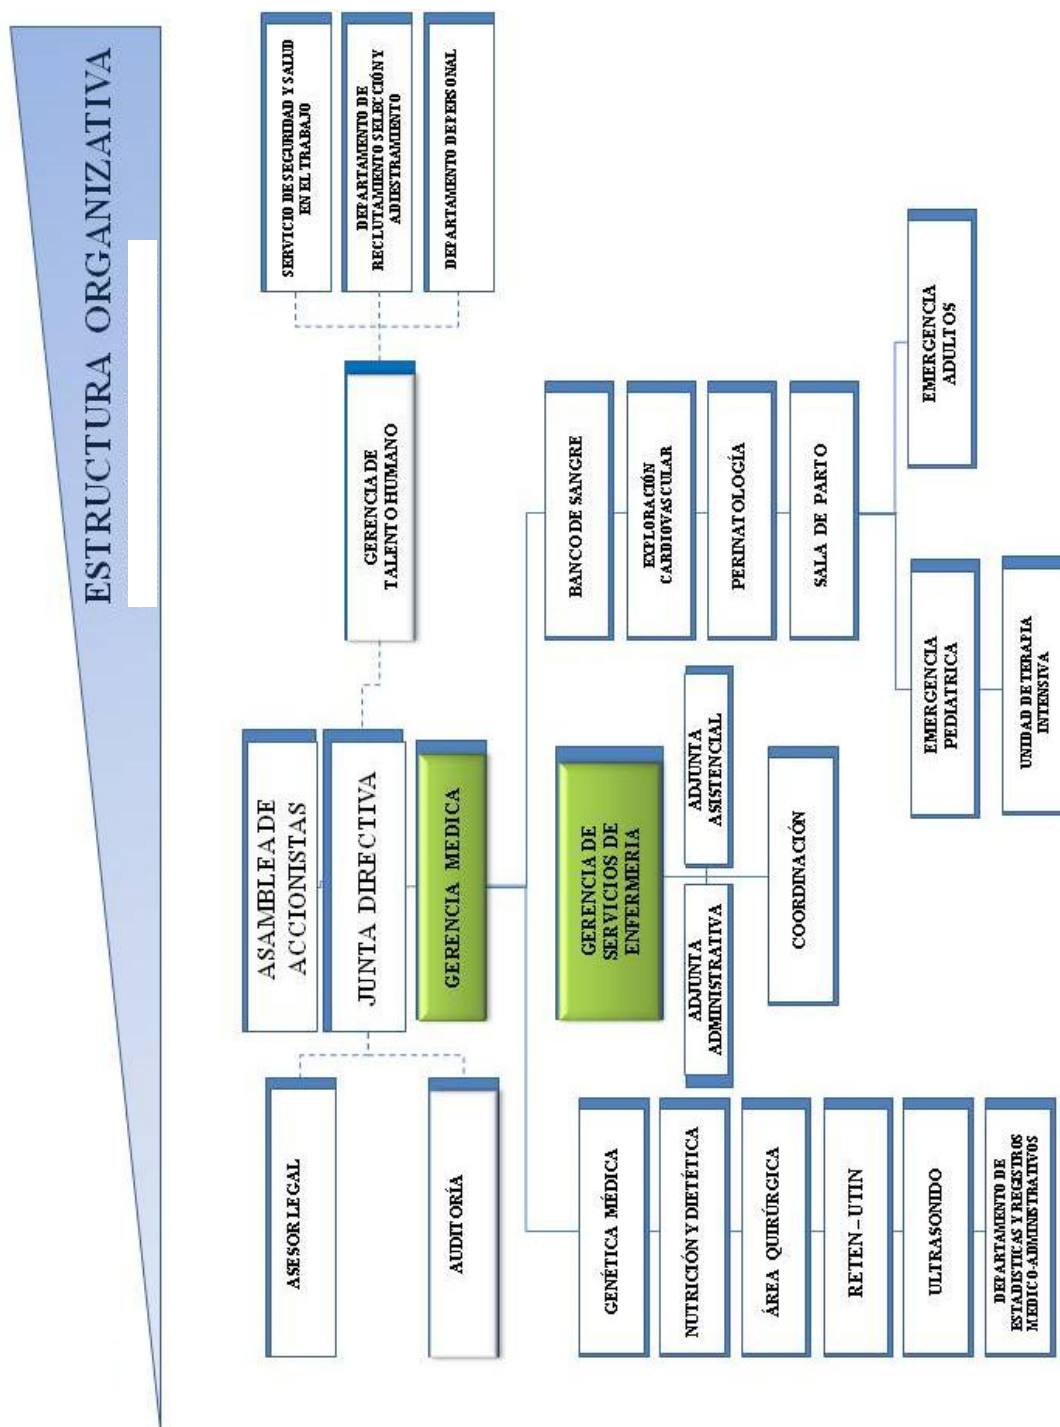 ESTRUCTURA ORGANIZATIVA
ASAMBLEA DE
ACCIONISTAS
ASESOR LEGAL
JUNTA DIRECTIVA
AUDITORÍA
GERENCIA MEDICA
GERENCIA DE
TALENTO HUMANO
SERVICIO DE SEGURIDAD Y SALUD
EN EL TRABAJO
DEPARTAMENTO DE
RECLUTAMIENTO SELECCIÓN Y
ADIESTRAMIENTO
DEPARTAMENTO DE PERSONAL
GENÉTICA MÉDICA
NUTRICIÓN Y DIETÉTICA
ÁREA QUIRÚRGICA
RETEN – UTIN
ULTRASONIDO
DEPARTAMENTO DE
ESTADISTICAS Y REGISTROS
MEDICO-ADMINISTRATIVOS
GERENCIA DE
SERVICIOS DE
ENFERMERIA
ADJUNTA
ADMINISTRATIVA
ADJUNTA
ASISTENCIAL
COORDINACIÓN
BANCO DE SANGRE
EXPLORACIÓN
CARDIOVASCULAR
PERINATOLOGÍA
SALA DE PARTO
EMERGENCIA
PEDIATRICA
EMERGENCIA
ADULTOS
UNIDAD DE TERAPIA
INTENSIVA